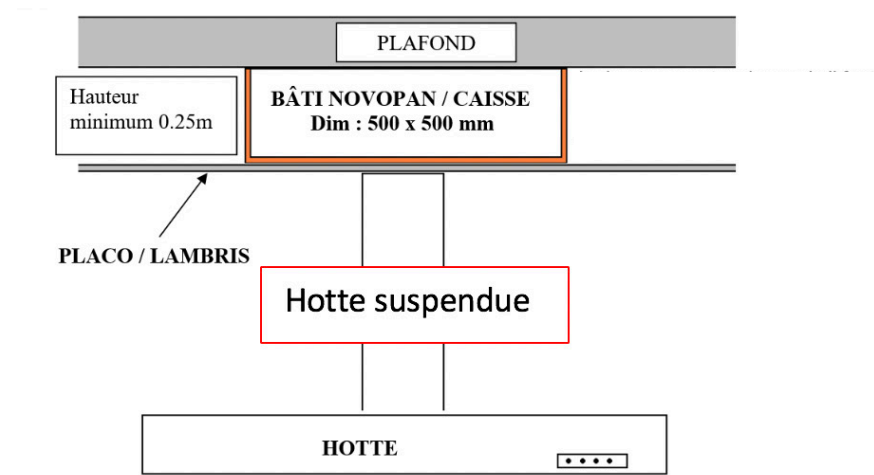 PLAFOND
Hauteur
minimum 0.25m
BÂTI NOVOPAN / CAISSE
Dim : 500 x 500 mm
PLACO / LAMBRIS
Hotte suspendue
HOTTE